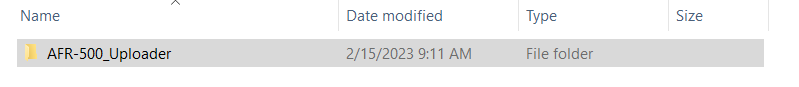 Name Date modified Type Size
AFR-500_Uploader 2/15/2023 9:11 AM File folder